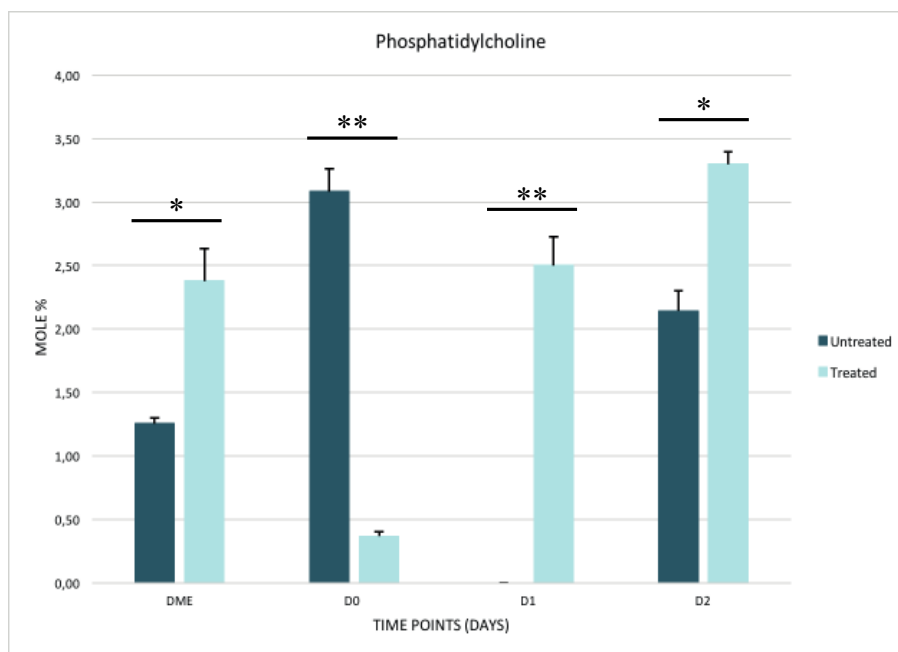 Phosphatidylcholine
4,00
3,50
3,00
2,50
2,00
1,50
1,00
0,50
0,00
MOLE %
*
**
**
*
DME D0 D1 D2
TIME POINTS (DAYS)
Untreated
Treated